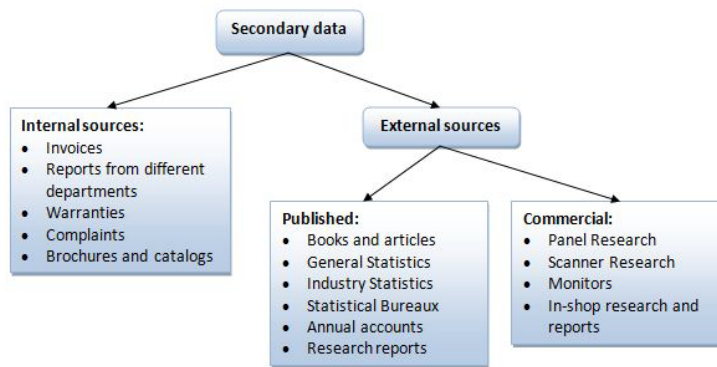 Secondary data
Internal sources:
• Invoices
• Reports from different
departments
• Warranties
• Complaints
• Brochures and catalogs
External sources
Published:
• Books and articles
• General Statistics
• Industry Statistics
• Statistical Bureaux
• Annual accounts
• Research reports
Commercial:
• Panel Research
• Scanner Research
• Monitors
• In-shop research and
reports